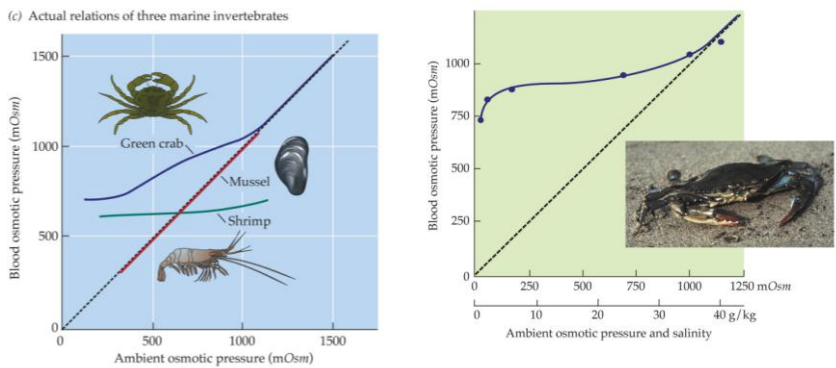 (c) Actual relations of three marine invertebrates
Blood osmotic pressure (mOsm)
1500
1000
500
0
Green crab
Mussel
Shrimp
0 500 1000 1500
Ambient osmotic pressure (mOsm)
Blood osmotic pressure (mOsm)
1000
750
500
250
0
0 250 500 750 1000 1250 mOsm
0 10 20 30 40 g/kg
Ambient osmotic pressure and salinity